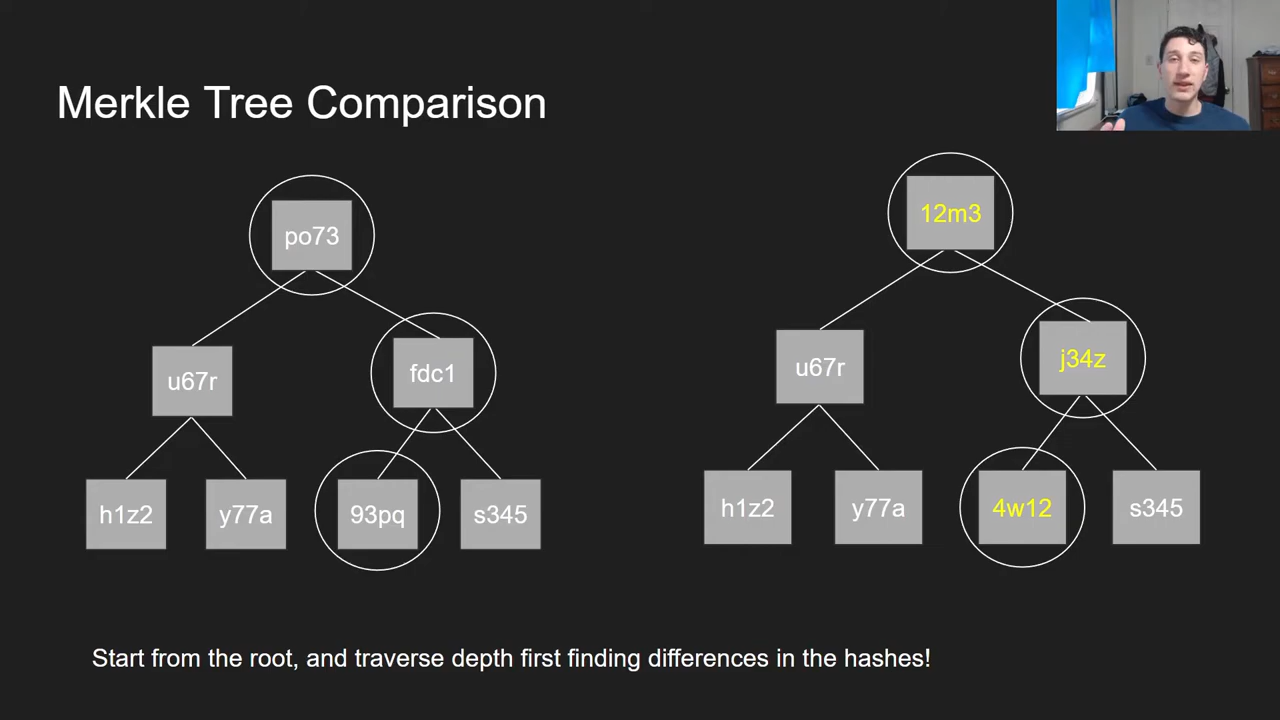 Merkle Tree Comparison
po73
12m3
u67r
fdc1
u67r
j34z
h1z2
y77a
93pq
s345
h1z2
y77a
4w12
s345
Start from the root, and traverse depth first finding differences in the hashes!